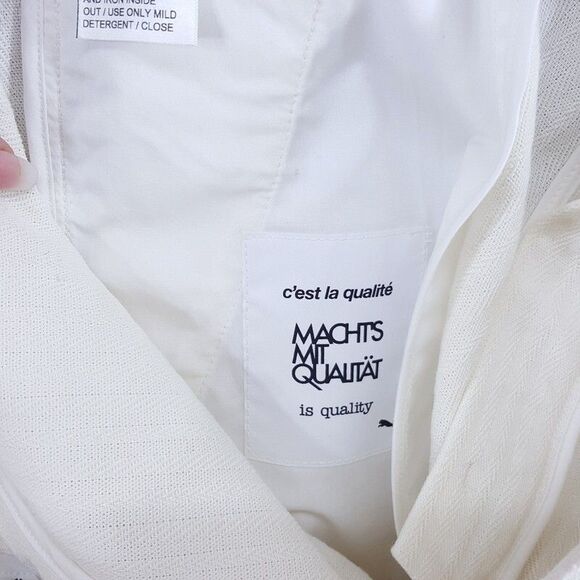 AND IRON INSIDE
OUT / USE ONLY MILD
DETERGENT / CLOSE
c'est la qualité
MACHT'S
MIT
QUALITÄT
is quality